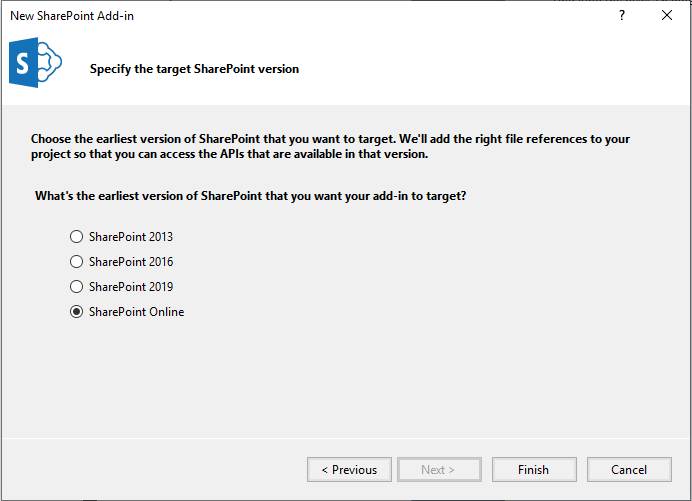 New SharePoint Add-in
?
S
Specify the target SharePoint version
Choose the earliest version of SharePoint that you want to target. We'll add the right file references to your
project so that you can access the APIs that are available in that version.
What's the earliest version of SharePoint that you want your add-in to target?
SharePoint 2013
SharePoint 2016
SharePoint 2019
SharePoint Online
< Previous
Next >
Finish
Cancel